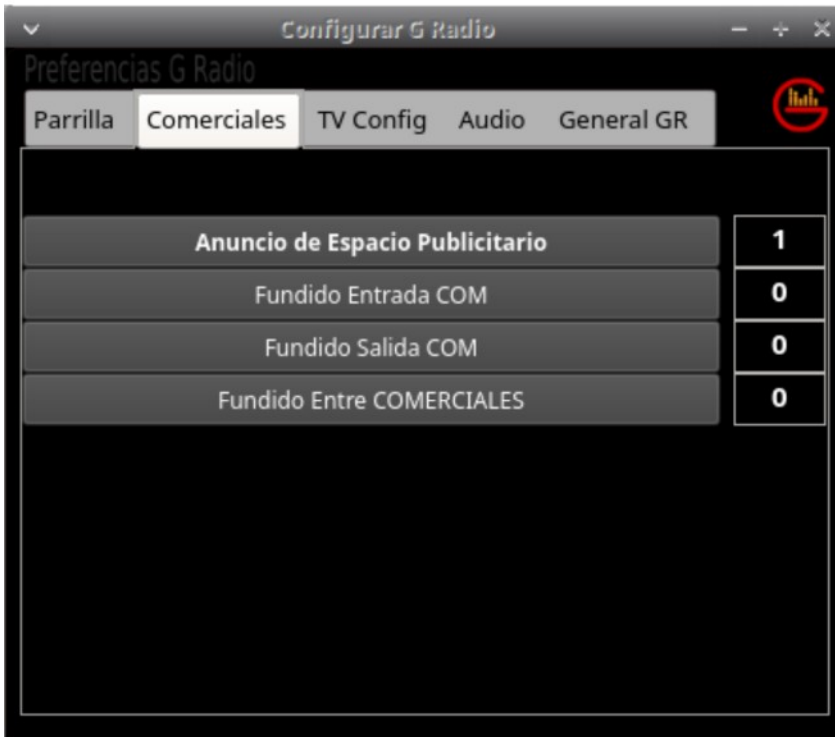 Configurar G Radio
Preferencias G Radio
Parrilla Comerciales TV Config Audio General GR
Anuncio de Espacio Publicitario 1
Fundido Entrada COM 0
Fundido Salida COM 0
Fundido Entre COMERCIALES 0